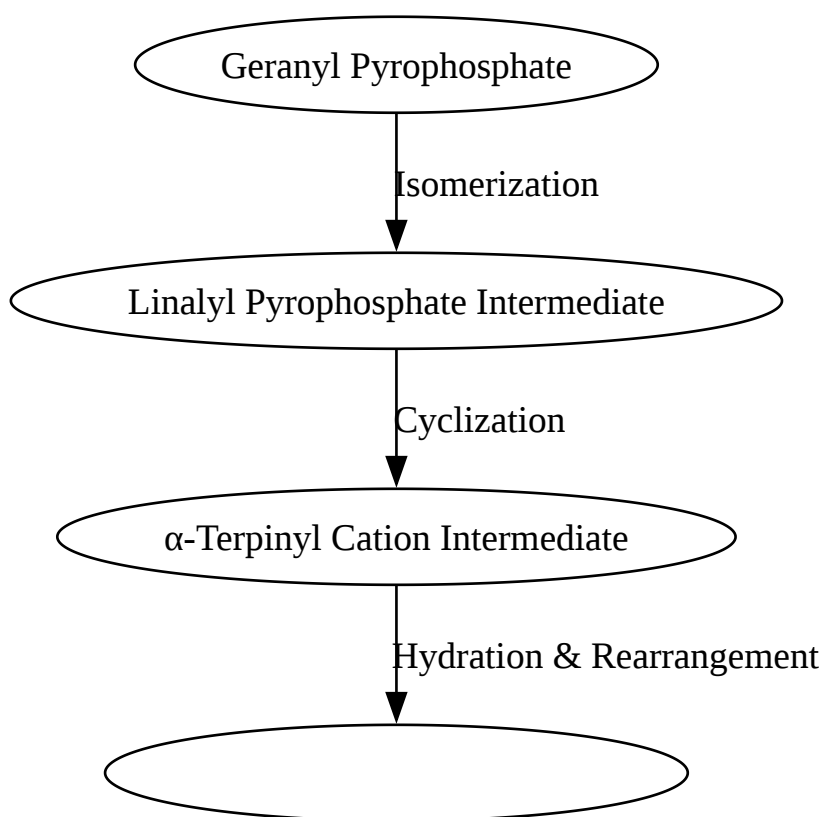 Geranyl Pyrophosphate
Isomerization
Linalyl Pyrophosphate Intermediate
Cyclization
α-Terpinyl Cation Intermediate
Hydration & Rearrangement